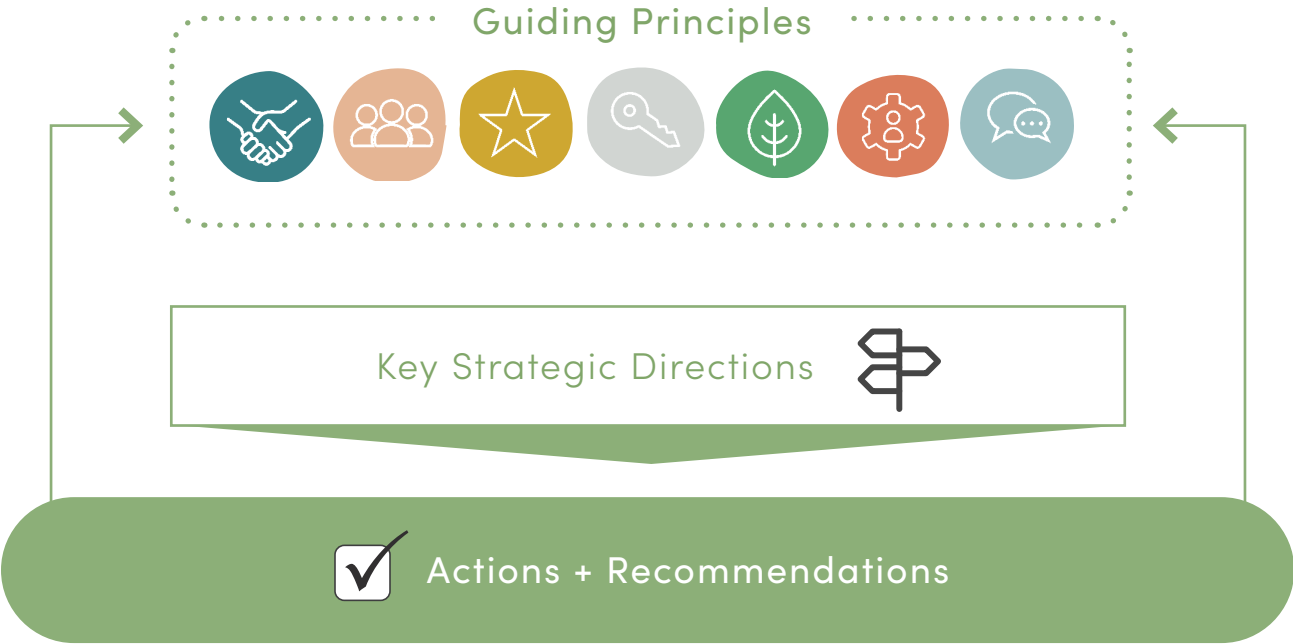 Guiding Principles
Key Strategic Directions
Actions + Recommendations